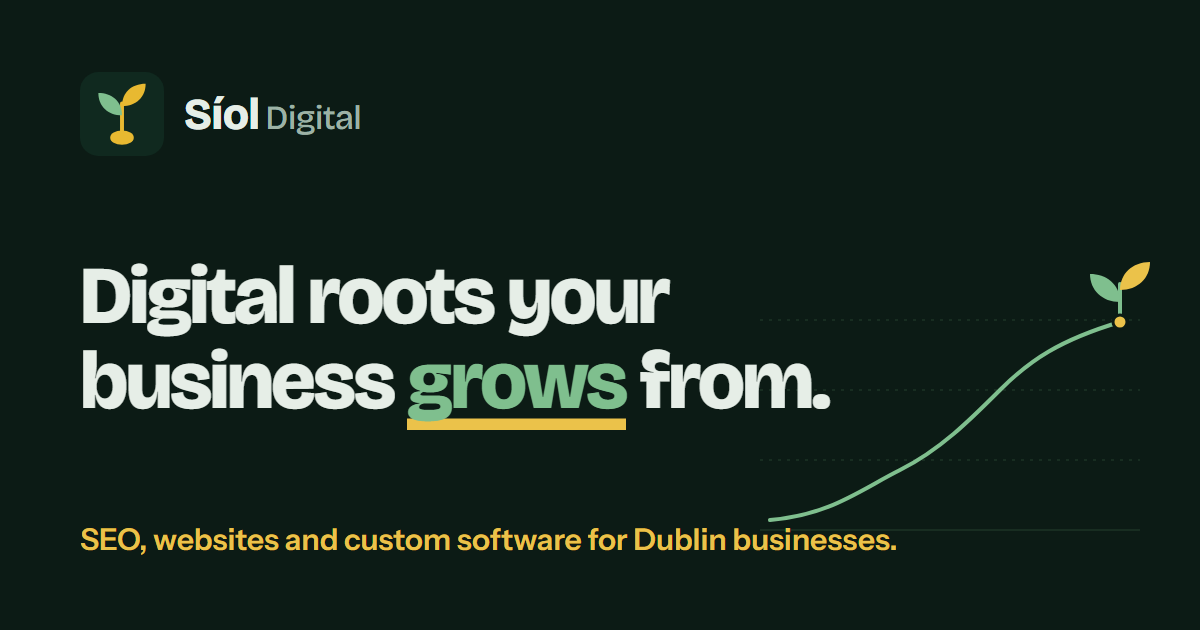 Síol Digital
Digital roots your
business grows from.
SEO, websites and custom software for Dublin businesses.